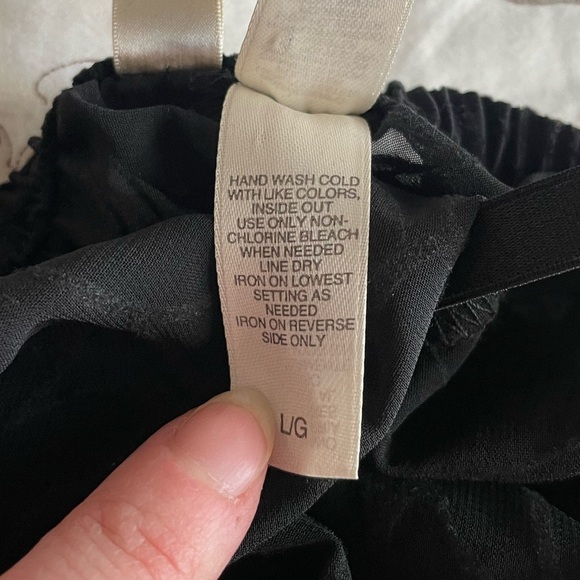 HAND WASH COLD
WITH LIKE COLORS,
INSIDE OUT
USE ONLY NON-
CHLORINE BLEACH
WHEN NEEDED
LINE DRY
IRON ON LOWEST
SETTING AS
NEEDED
IRON ON REVERSE
SIDE ONLY
L/G